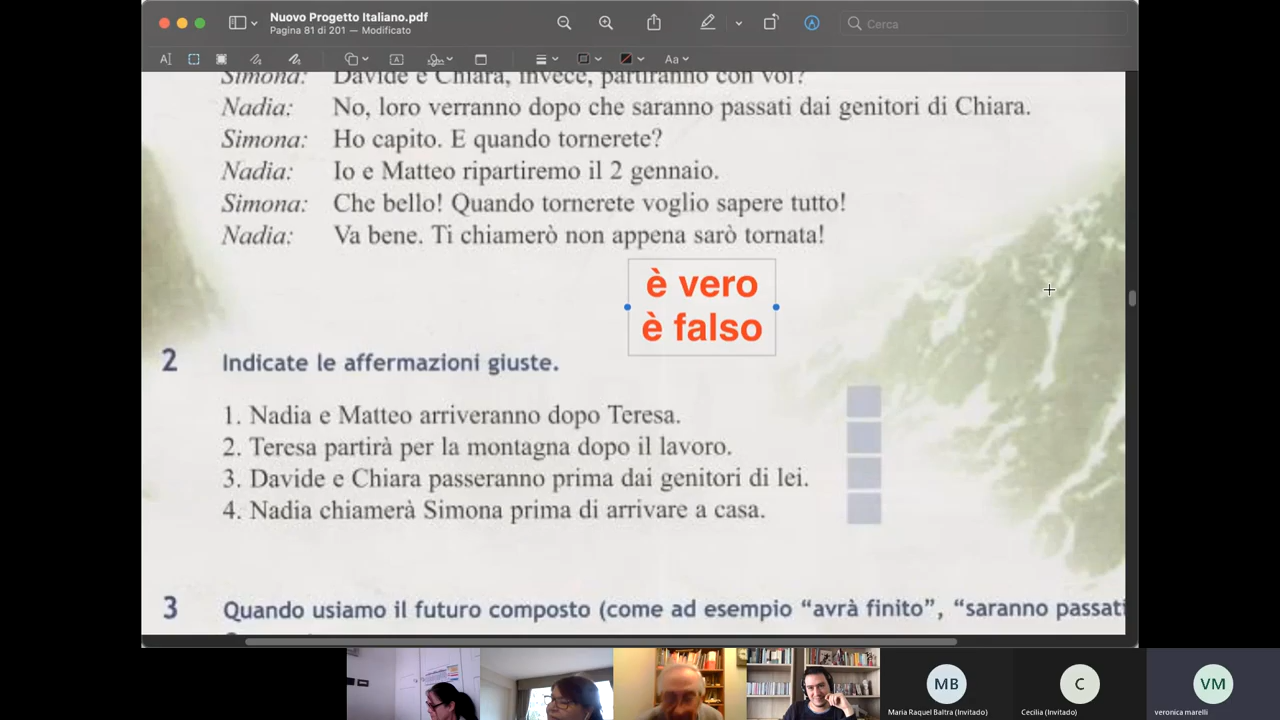 Nuovo Progetto Italiano.pdf
Pagina 81 di 201 — Modificato
Cerca
Aa
Simona: Davide e Chiara, invece, partiranno con voi?
Nadia: No, loro verranno dopo che saranno passati dai genitori di Chiara.
Simona: Ho capito. E quando tornerete?
Nadia: Io e Matteo ripartiremo il 2 gennaio.
Simona: Che bello! Quando tornerete voglio sapere tutto!
Nadia: Va bene. Ti chiamerò non appena sarò tornata!
è vero
è falso
2 Indicate le affermazioni giuste.
1. Nadia e Matteo arriveranno dopo Teresa.
2. Teresa partirà per la montagna dopo il lavoro.
3. Davide e Chiara passeranno prima dai genitori di lei.
4. Nadia chiamerà Simona prima di arrivare a casa.
3 Quando usiamo il futuro composto (come ad esempio “avrà finito”, “saranno passati
MB
C
VM
Maria Raquel Baltra (Invitado)
Cecilia (Invitado)
veronica marelli